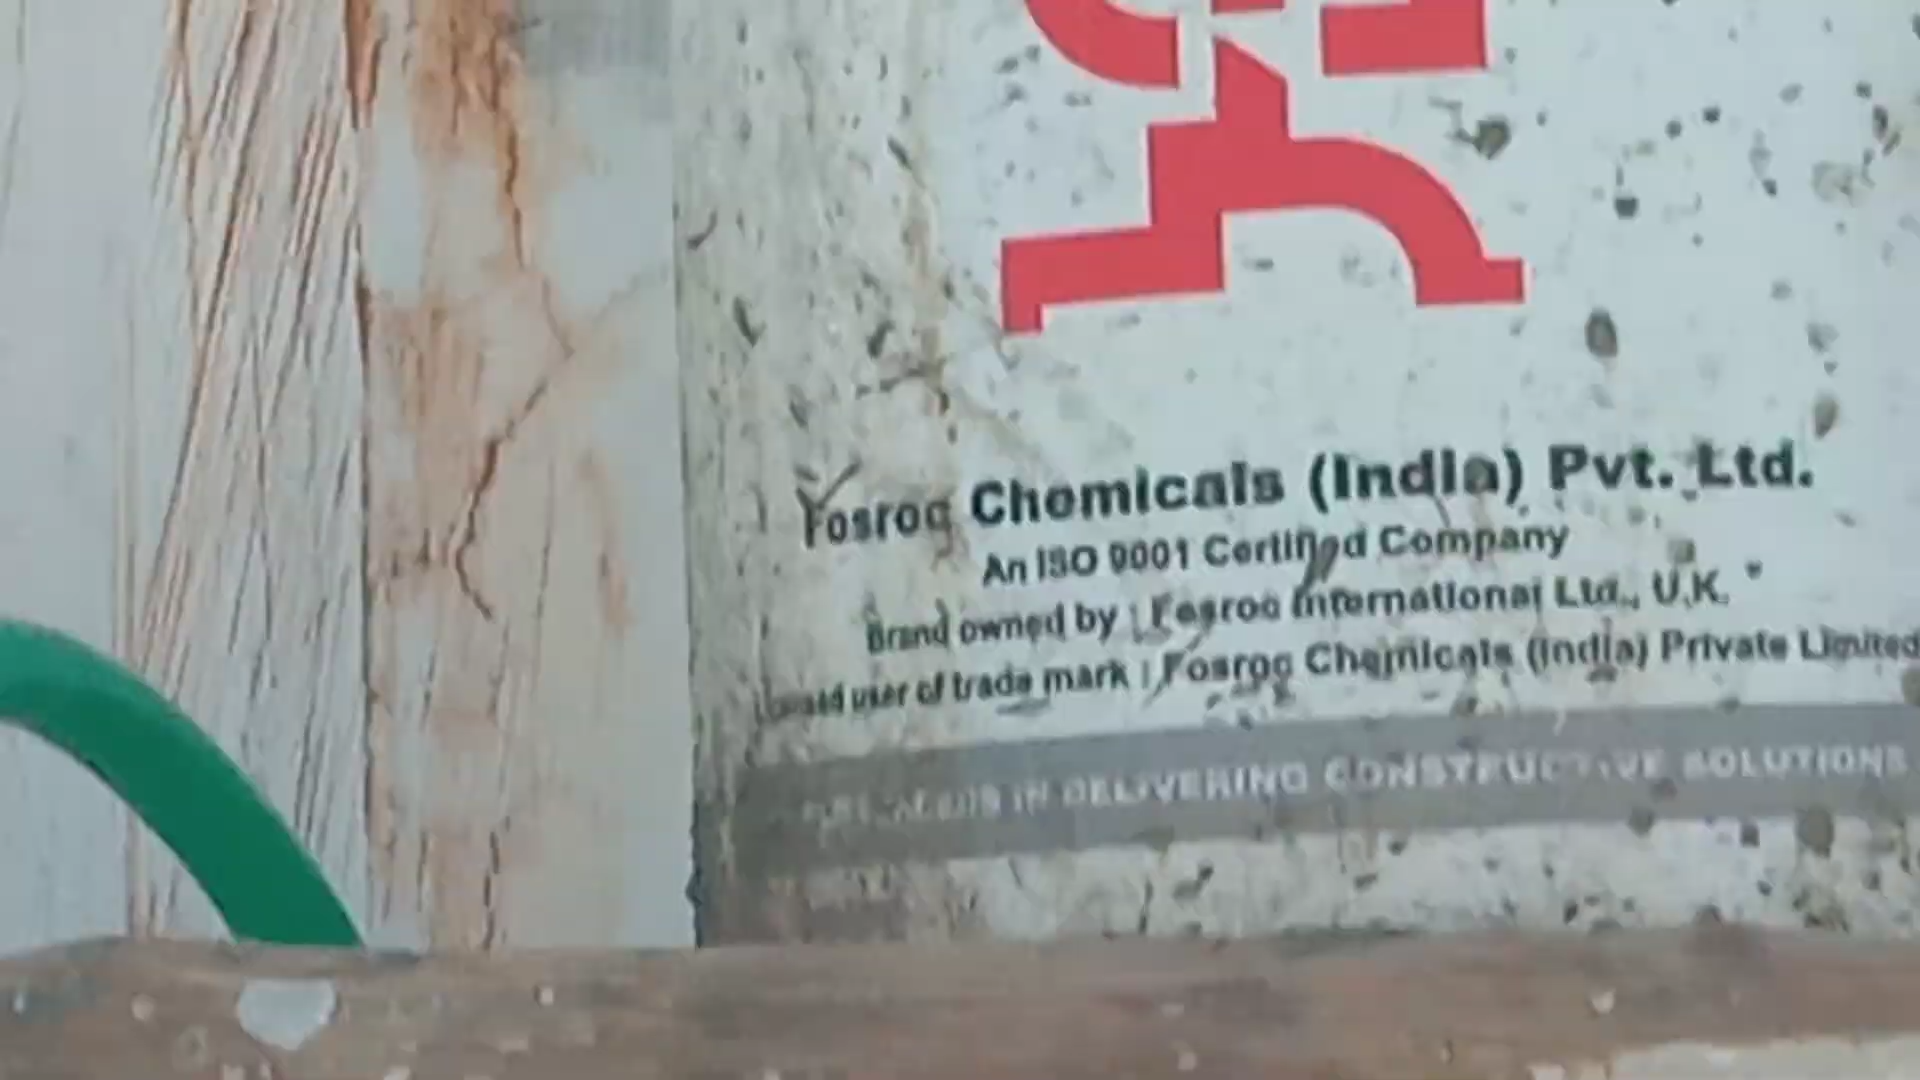 Fosroc Chemicals (India) Pvt. Ltd.
An ISO 9001 Certified Company
Brand owned by : Fosroc International Ltd., U.K.
user of trade mark : Fosroc Chemicals (India) Private Limited
IN DELIVERING CONSTRUCTIVE SOLUTIONS